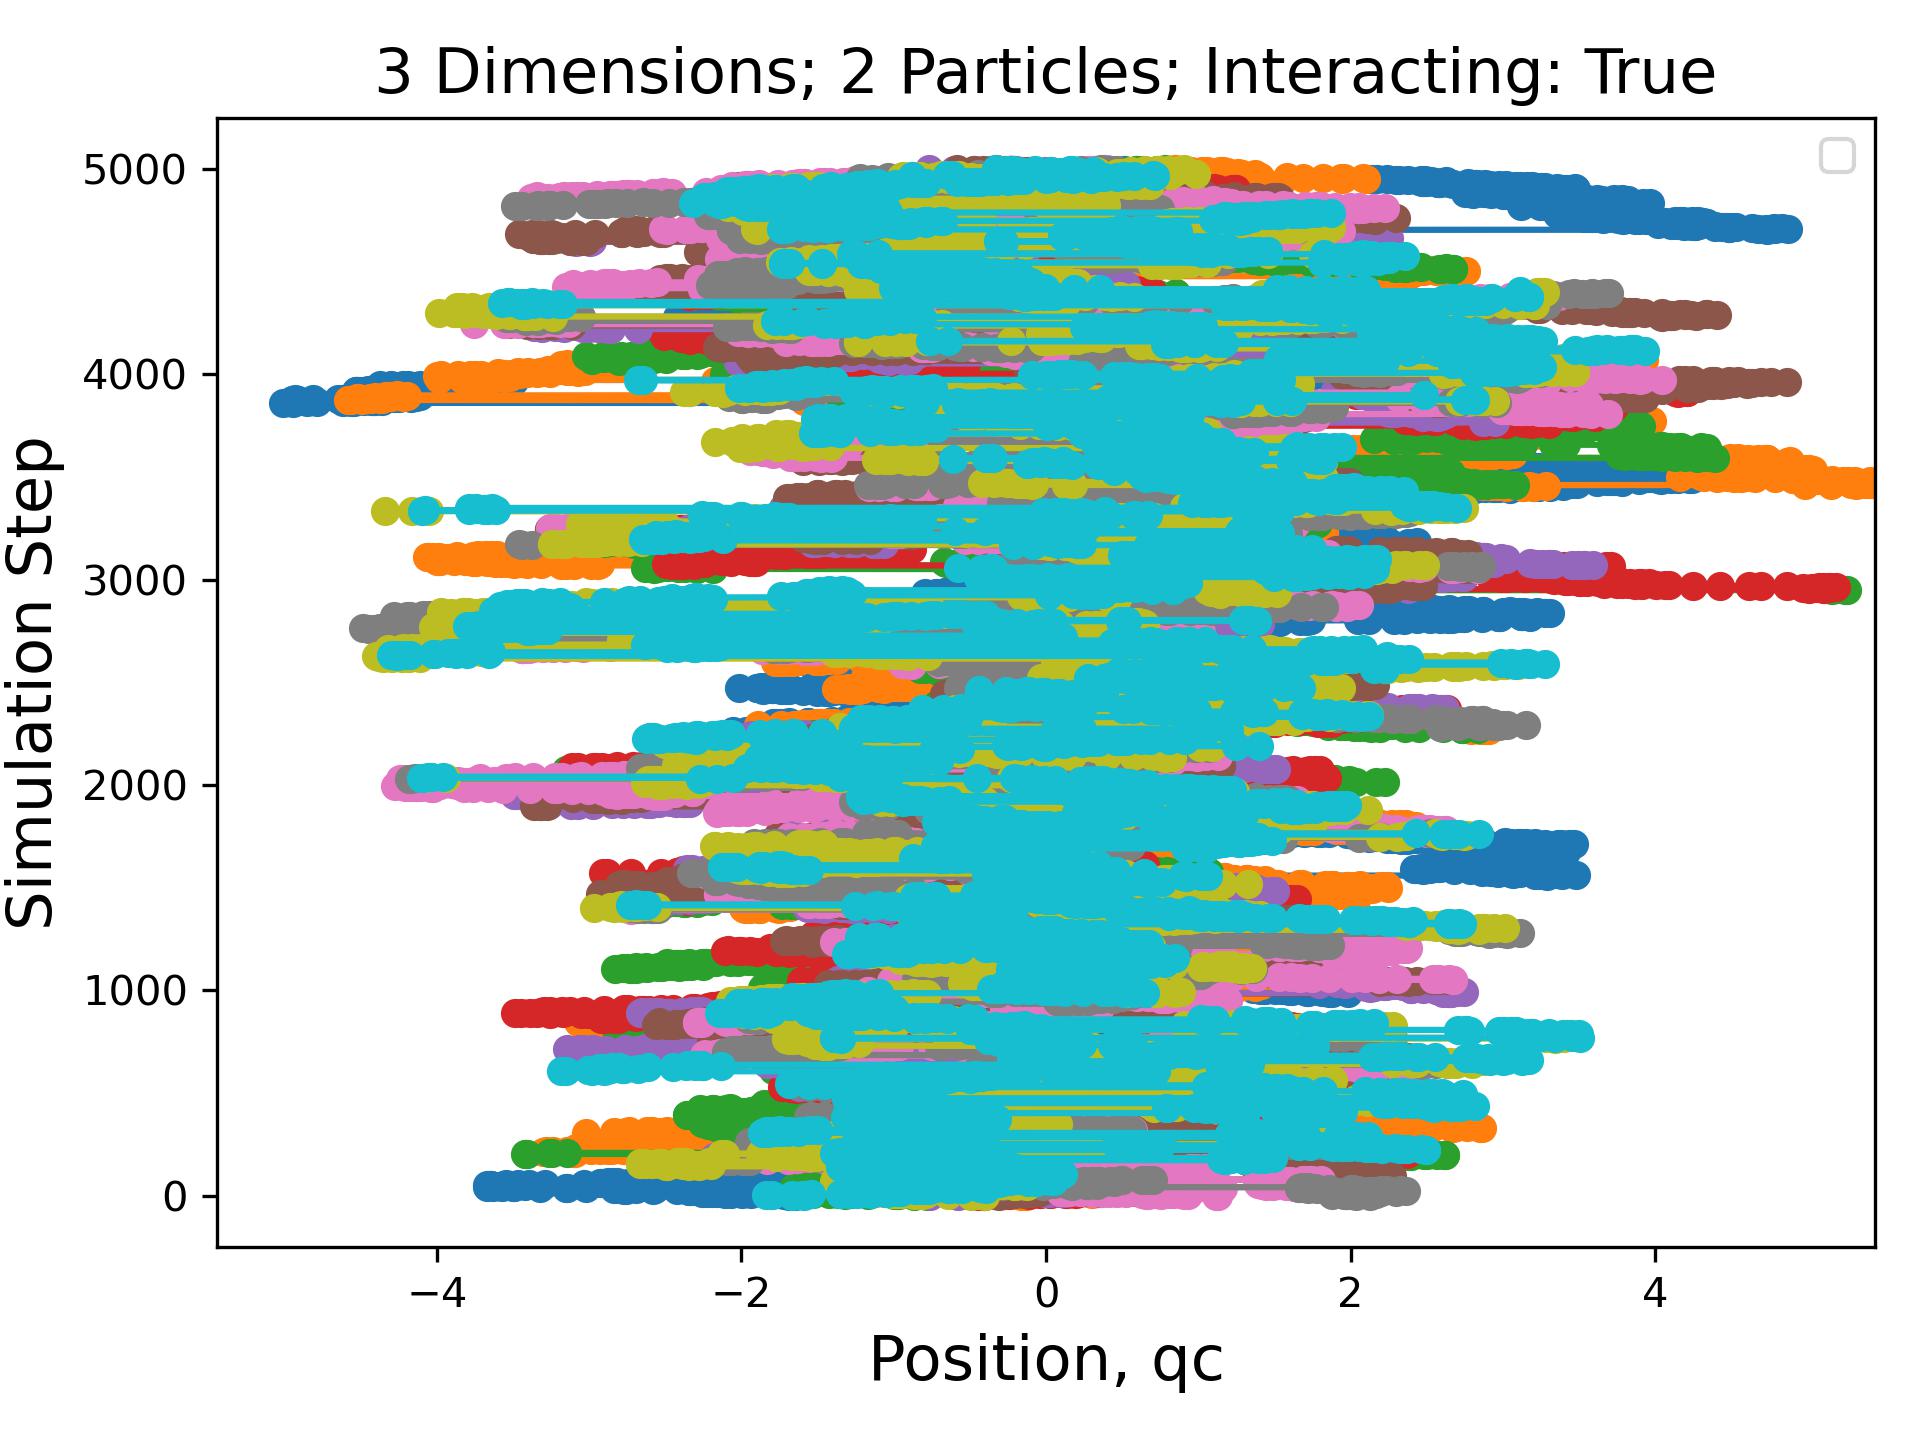 3 Dimensions; 2 Particles; Interacting: True
5000
4000
3000
2000
1000
0
Simulation Step
−4 −2 0 2 4
Position, qc